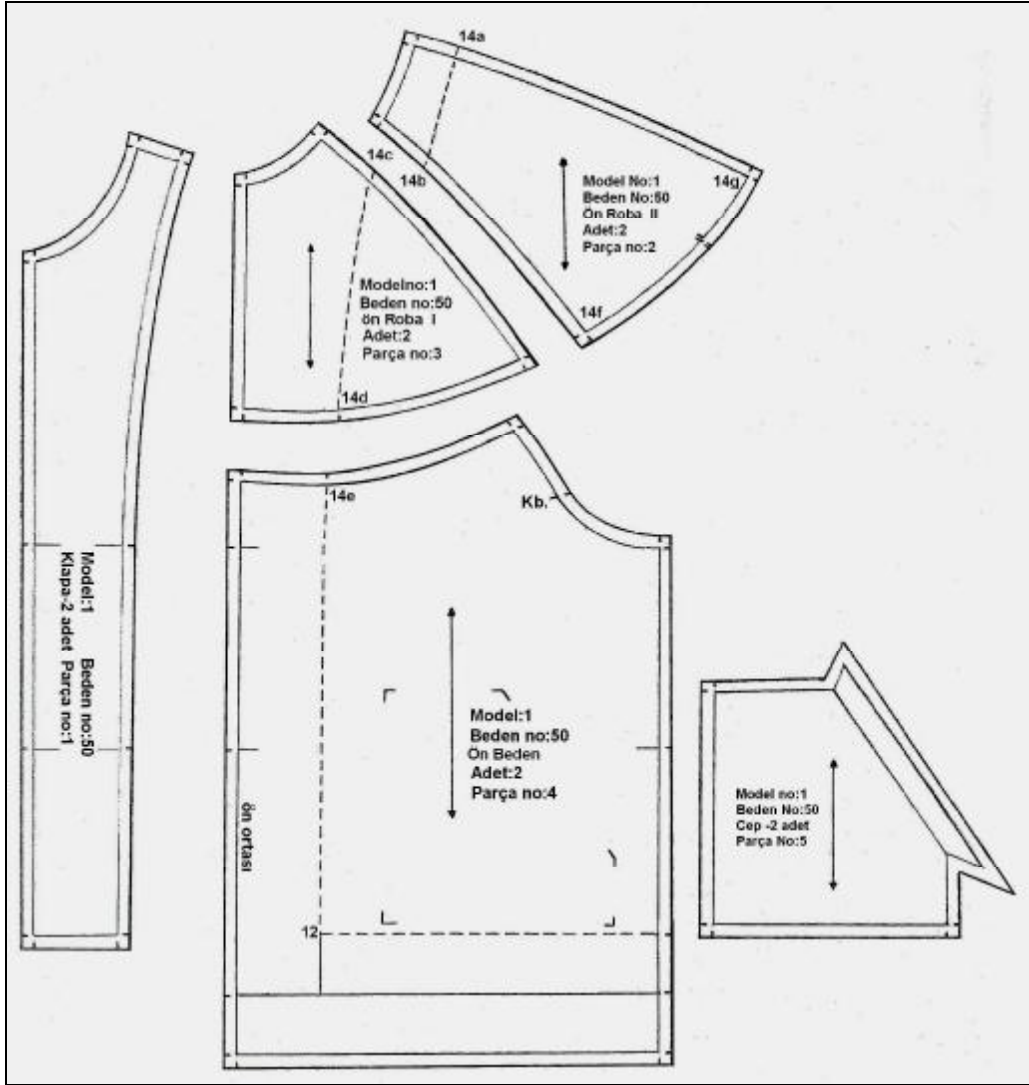 14a
14c
14b
14g
Model No:1
Beden No:50
Ön Roba II
Adet:2
Parça no:2
14f
Modelno:1
Beden no:50
ön Roba I
Adet:2
Parça no:3
14d
14e
Kb.
Model:1 Beden no:50
Klapa-2 adet Parça no:1
Model:1
Beden no:50
Ön Beden
Adet:2
Parça no:4
ön ortası
12
Model no:1
Beden No:50
Cep -2 adet
Parça No:5